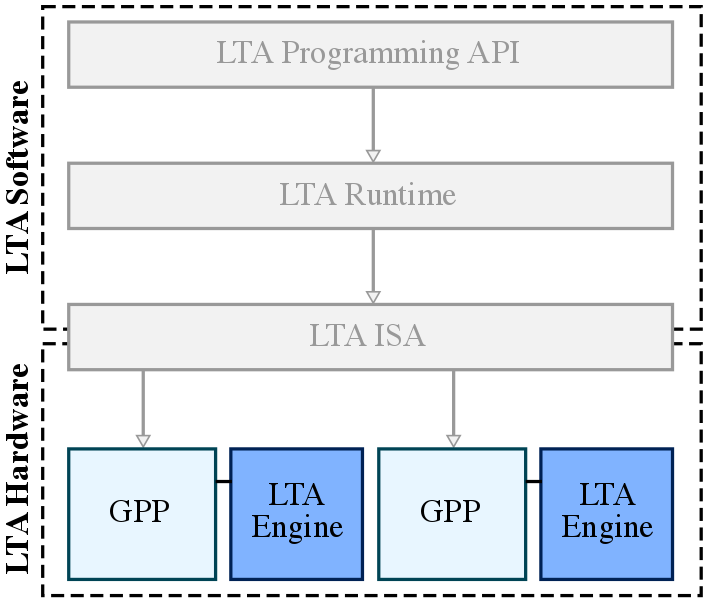 LTA Software
LTA Programming API
LTA Runtime
LTA ISA
LTA Hardware
GPP
LTA
Engine
GPP
LTA
Engine